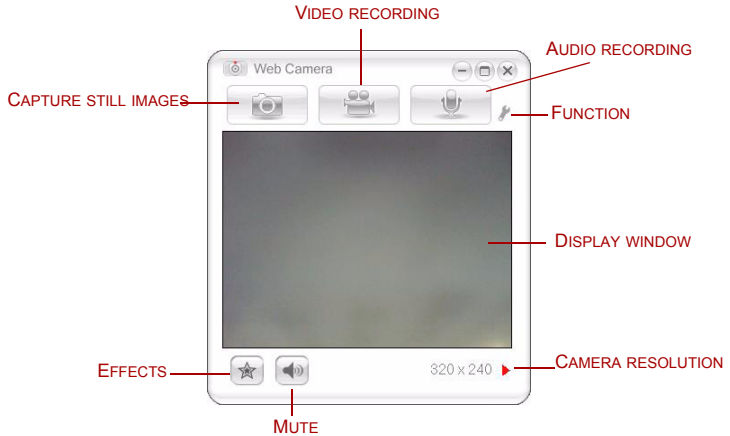 VIDEO RECORDING
AUDIO RECORDING
Web Camera
CAPTURE STILL IMAGES
FUNCTION
DISPLAY WINDOW
EFFECTS
320 x 240
CAMERA RESOLUTION
MUTE